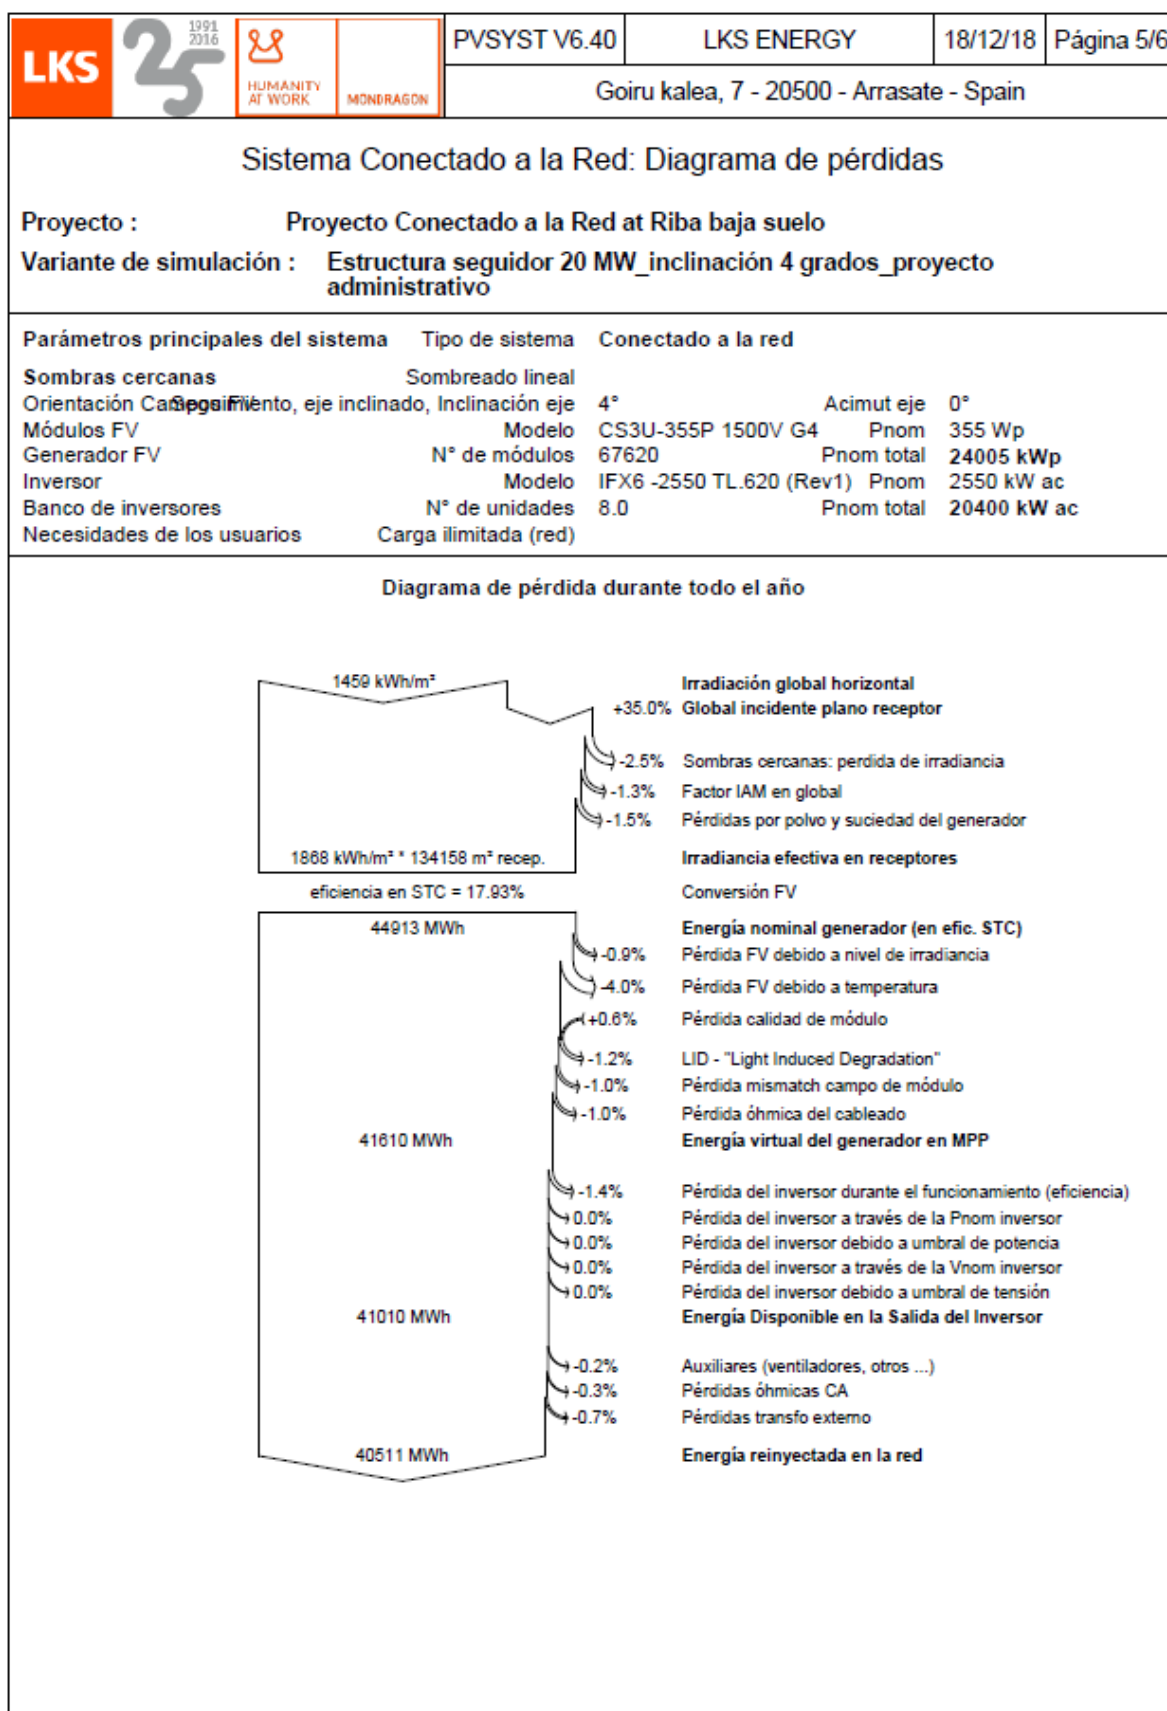 LKS
1991
2016
25
HUMANITY
AT WORK
MONDRAGON
PVSYST V6.40
LKS ENERGY
18/12/18
Página 5/6
Goiru kalea, 7 - 20500 - Arrasate - Spain
Sistema Conectado a la Red: Diagrama de pérdidas
Proyecto : Proyecto Conectado a la Red at Riba baja suelo
Variante de simulación : Estructura seguidor 20 MW_inclinación 4 grados_proyecto
administrativo
Parámetros principales del sistema Tipo de sistema Conectado a la red
Sombras cercanas Sombreado lineal
Orientación Campos FV Seguimiento, eje inclinado, Inclinación eje 4° Acimut eje 0°
Módulos FV Modelo CS3U-355P 1500V G4 Pnom 355 Wp
Generador FV N° de módulos 67620 Pnom total 24005 kWp
Inversor Modelo IFX6 -2550 TL.620 (Rev1) Pnom 2550 kW ac
Banco de inversores N° de unidades 8.0 Pnom total 20400 kW ac
Necesidades de los usuarios Carga ilimitada (red)
Diagrama de pérdida durante todo el año
1459 kWh/m² Irradiación global horizontal
+35.0% Global incidente plano receptor
-2.5% Sombras cercanas: perdida de irradiancia
-1.3% Factor IAM en global
-1.5% Pérdidas por polvo y suciedad del generador
1868 kWh/m² * 134158 m² recep. Irradiancia efectiva en receptores
eficiencia en STC = 17.93% Conversión FV
44913 MWh Energía nominal generador (en efic. STC)
-0.9% Pérdida FV debido a nivel de irradiancia
-4.0% Pérdida FV debido a temperatura
+0.6% Pérdida calidad de módulo
-1.2% LID - "Light Induced Degradation"
-1.0% Pérdida mismatch campo de módulo
-1.0% Pérdida óhmica del cableado
41610 MWh Energía virtual del generador en MPP
-1.4% Pérdida del inversor durante el funcionamiento (eficiencia)
0.0% Pérdida del inversor a través de la Pnom inversor
0.0% Pérdida del inversor debido a umbral de potencia
0.0% Pérdida del inversor a través de la Vnom inversor
0.0% Pérdida del inversor debido a umbral de tensión
41010 MWh Energía Disponible en la Salida del Inversor
-0.2% Auxiliares (ventiladores, otros ...)
-0.3% Pérdidas óhmicas CA
-0.7% Pérdidas transfo externo
40511 MWh Energía reinyectada en la red